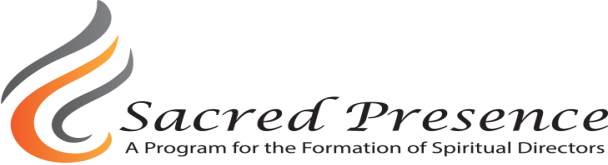 Sacred Presence
A Program for the Formation of Spiritual Directors